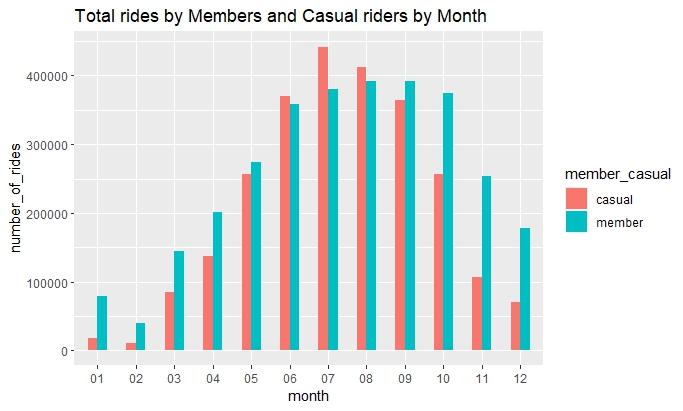 Total rides by Members and Casual riders by Month
number_of_rides
400000
300000
200000
100000
0
01 02 03 04 05 06 07 08 09 10 11 12
month
member_casual
casual
member